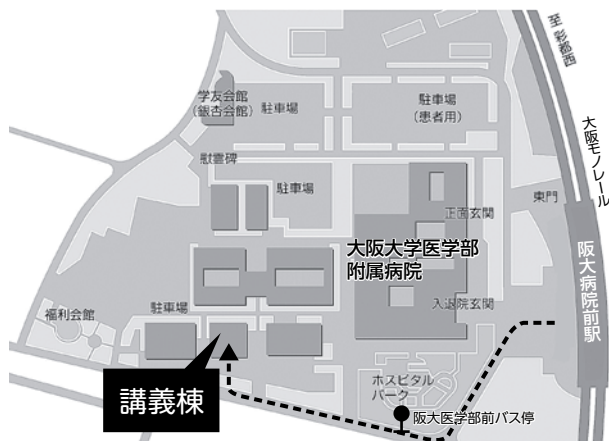 至 彩都西
大阪モノレール
学友会館
(銀杏会館)
駐車場
駐車場
(患者用)
慰霊碑
駐車場
東門
正面玄関
大阪大学医学部
附属病院
阪大病院前駅
入退院玄関
駐車場
福利会館
ホスピタル
パーク
講義棟
阪大医学部前バス停